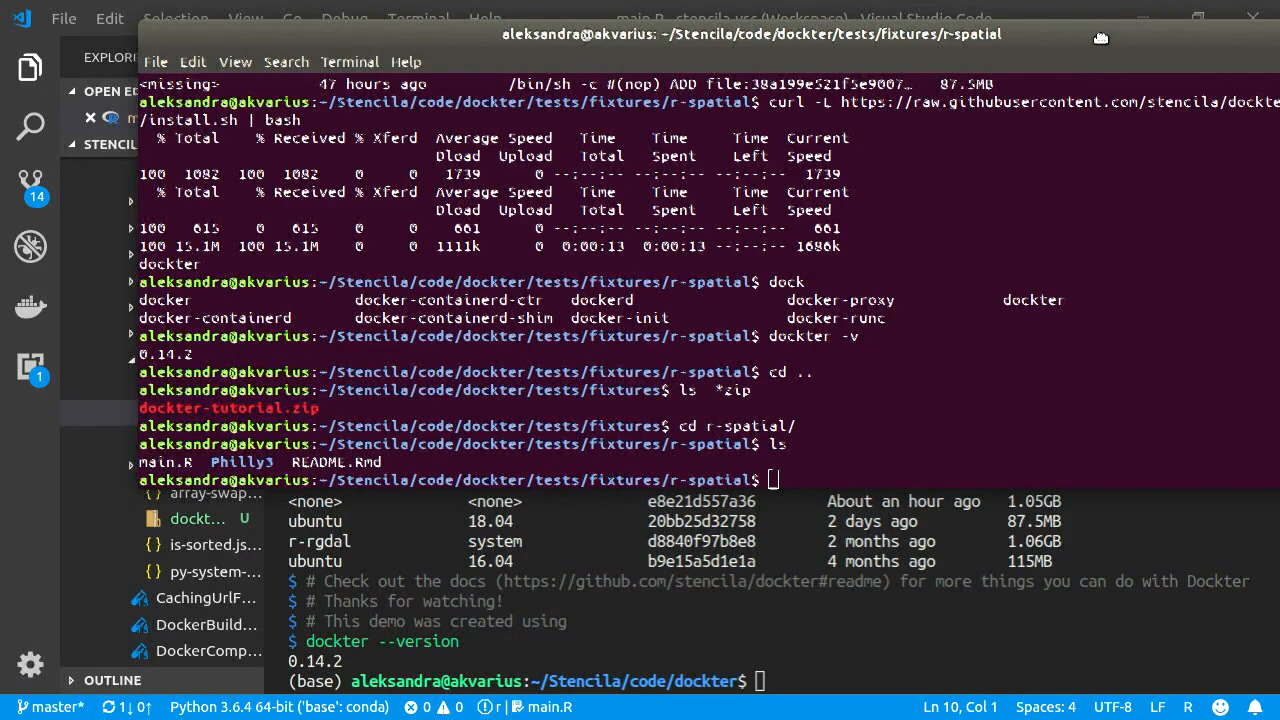 File Edit Selection View Go Debug Terminal Help main.R - stencila-vsc (Workspace) - Visual Studio Code
aleksandra@akvarius: ~/Stencila/code/dockter/tests/fixtures/r-spatial
File Edit View Search Terminal Help
<missing> 47 hours ago /bin/sh -c #(nop) ADD file:38a199e521f5e9007… 87.5MB
aleksandra@akvarius:~/Stencila/code/dockter/tests/fixtures/r-spatial$ curl -L https://raw.githubusercontent.com/stencila/dockte
/install.sh | bash
% Total % Received % Xferd Average Speed Time Time Time Current
Dload Upload Total Spent Left Speed
100 1082 100 1082 0 0 1739 0 --:--:-- --:--:-- --:--:-- 1739
% Total % Received % Xferd Average Speed Time Time Time Current
Dload Upload Total Spent Left Speed
100 615 0 615 0 0 661 0 --:--:-- --:--:-- --:--:-- 661
100 15.1M 100 15.1M 0 0 1111k 0 0:00:13 0:00:13 --:--:-- 1686k
dockter
aleksandra@akvarius:~/Stencila/code/dockter/tests/fixtures/r-spatial$ dock
docker docker-containerd-ctr dockerd docker-proxy dockter
docker-containerd docker-containerd-shim docker-init docker-runc
aleksandra@akvarius:~/Stencila/code/dockter/tests/fixtures/r-spatial$ dockter -v
0.14.2
aleksandra@akvarius:~/Stencila/code/dockter/tests/fixtures/r-spatial$ cd ..
aleksandra@akvarius:~/Stencila/code/dockter/tests/fixtures$ ls *zip
dockter-tutorial.zip
aleksandra@akvarius:~/Stencila/code/dockter/tests/fixtures$ cd r-spatial/
aleksandra@akvarius:~/Stencila/code/dockter/tests/fixtures/r-spatial$ ls
main.R Philly3 README.Rmd
aleksandra@akvarius:~/Stencila/code/dockter/tests/fixtures/r-spatial$
EXPLORI
OPEN ED
m
STENCIL
14
1
array-swap…
dockt… U
is-sorted.js…
py-system-…
CachingUrlF…
DockerBuild…
DockerComp…
OUTLINE
<none> <none> e8e21d557a36 About an hour ago 1.05GB
ubuntu 18.04 20bb25d32758 2 days ago 87.5MB
r-rgdal system d8840f97b8e8 2 months ago 1.06GB
ubuntu 16.04 b9e15a5d1e1a 4 months ago 115MB
$ # Check out the docs (https://github.com/stencila/dockter#readme) for more things you can do with Dockter
$ # Thanks for watching!
$ # This demo was created using
$ dockter --version
0.14.2
(base) aleksandra@akvarius:~/Stencila/code/dockter$
master* 1↓ 0↑ Python 3.6.4 64-bit ('base': conda) 0 0 r | main.R Ln 10, Col 1 Spaces: 4 UTF-8 LF R